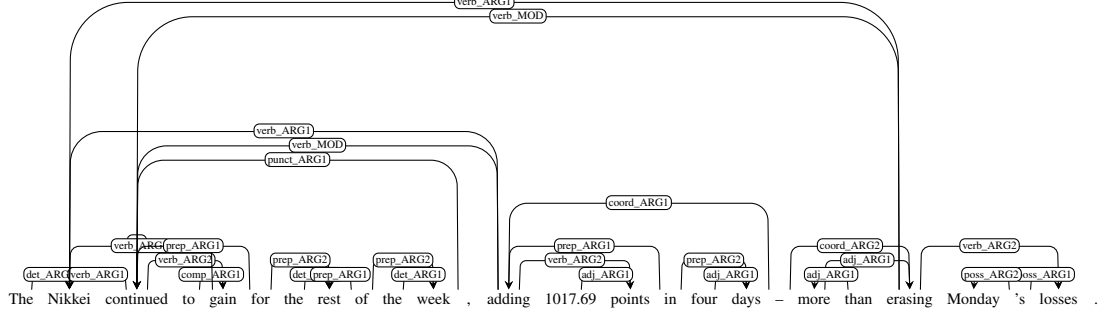 verb_ARG1
verb_MOD
verb_ARG1
verb_MOD
punct_ARG1
coord_ARG1
prep_ARG1 prep_ARG1 coord_ARG2 verb_ARG2
verb_ARG2 prep_ARG2 prep_ARG2 verb_ARG2 prep_ARG2 adj_ARG1
verb_ARG1 comp_ARG1 prep_ARG1 det_ARG1 adj_ARG1 adj_ARG1 adj_ARG1 poss_ARG2
The Nikkei continued to gain for the rest of the week , adding 1017.69 points in four days – more than erasing Monday 's losses .